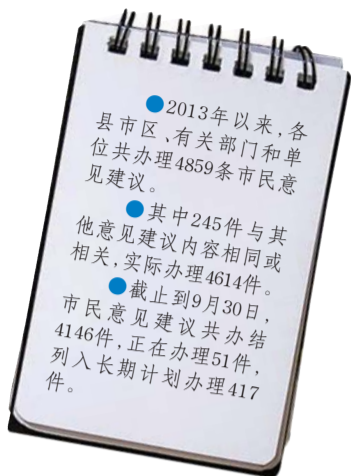 ●2013年以来,各
县市区、有关部门和单
位共办理4859条市民意
见建议。
●其中245件与其
他意见建议内容相同或
相关,实际办理4614件。
●截止到9月30日,
市民意见建议共办结
4146件,正在办理51件,
列入长期计划办理417
件。